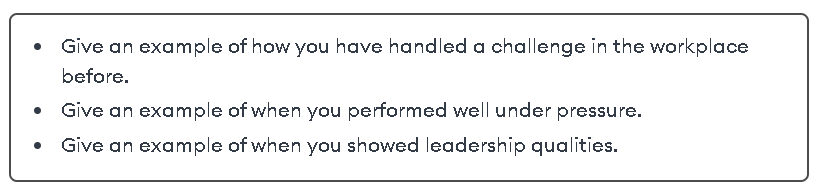 • Give an example of how you have handled a challenge in the workplace
before.
• Give an example of when you performed well under pressure.
• Give an example of when you showed leadership qualities.